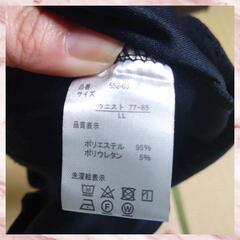 品番
サイズ
ウエスト 77-85
LL
品質表示
ポリエステル 95%
ポリウレタン 5%
洗濯絵表示